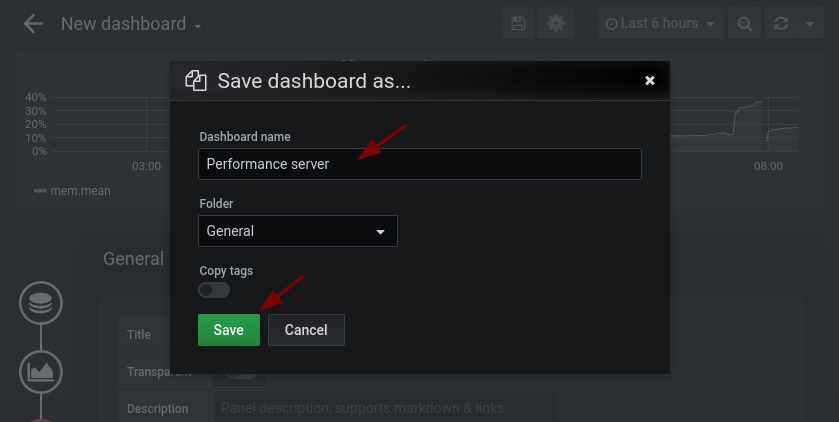 New dashboard
Last 6 hours
Save dashboard as...
40%
30%
20%
10%
0%
03:00
08:00
mem.mean
Dashboard name
Performance server
Folder
General
Copy tags
Save
Cancel
General
Title
Transpar
Description
Panel description, supports markdown & links